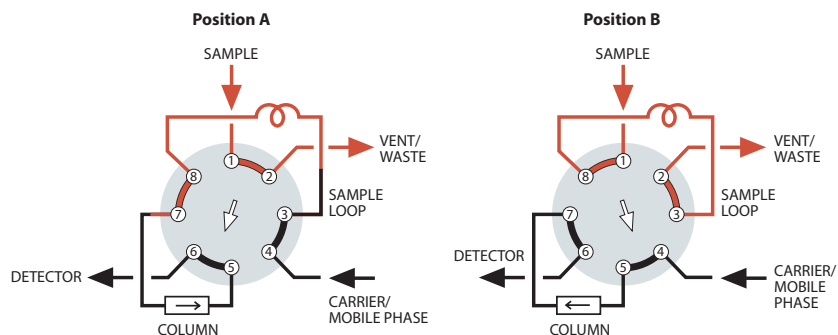 Position A
SAMPLE
VENT/
WASTE
1
2
8
SAMPLE
LOOP
7
3
6
4
5
DETECTOR
CARRIER/
MOBILE PHASE
COLUMN
Position B
SAMPLE
VENT/
WASTE
1
2
8
SAMPLE
LOOP
7
3
6
4
5
DETECTOR
CARRIER/
MOBILE
PHASE
COLUMN